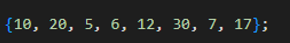 {10, 20, 5, 6, 12, 30, 7, 17};